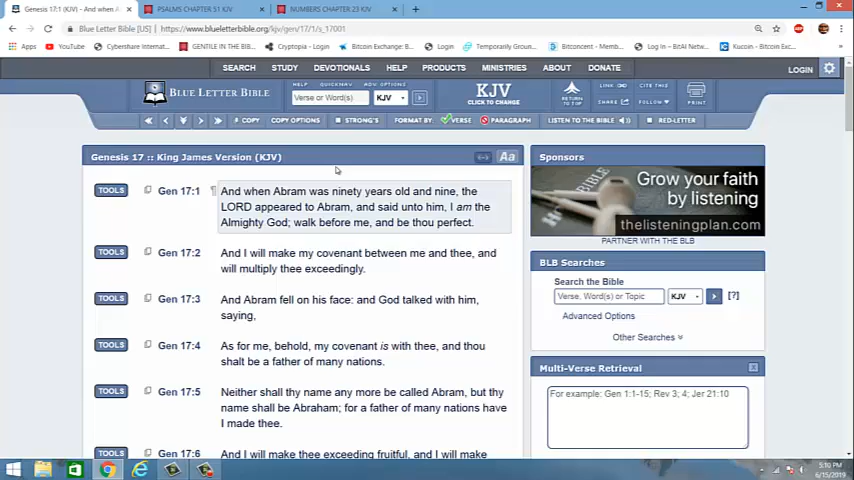 Genesis 17:1 (KJV) - And when A
PSALMS CHAPTER 51 KJV
NUMBERS CHAPTER 23 KJV
Blue Letter Bible [US] | https://www.blueletterbible.org/kjv/gen/17/1/s_17001
Apps YouTube Cybershare Internat... GENTILE IN THE BIB... Cryptopia - Login Bitcoin Exchange: B... Login Temporarily Groun... Bitconcent - Memb... Log In – BitAI Netw... Kucoin - Bitcoin Exc...
SEARCH STUDY DEVOTIONALS HELP PRODUCTS MINISTRIES ABOUT DONATE
LOGIN
BLUE LETTER BIBLE
HELP QUICKNAV ADV. OPTIONS
Verse or Word(s) KJV
KJV
CLICK TO CHANGE
RETURN TO TOP
LINK CITE THIS
SHARE FOLLOW PRINT
COPY COPY OPTIONS STRONG'S FORMAT BY: VERSE PARAGRAPH LISTEN TO THE BIBLE RED-LETTER
Genesis 17 :: King James Version (KJV)
Aa
TOOLS Gen 17:1 ¶ And when Abram was ninety years old and nine, the
LORD appeared to Abram, and said unto him, I am the
Almighty God; walk before me, and be thou perfect.
TOOLS Gen 17:2 And I will make my covenant between me and thee, and
will multiply thee exceedingly.
TOOLS Gen 17:3 And Abram fell on his face: and God talked with him,
saying,
TOOLS Gen 17:4 As for me, behold, my covenant is with thee, and thou
shalt be a father of many nations.
TOOLS Gen 17:5 Neither shall thy name any more be called Abram, but thy
name shall be Abraham; for a father of many nations have
I made thee.
TOOLS Gen 17:6 And I will make thee exceeding fruitful, and I will make
Sponsors
HOLY BIBLE
Grow your faith
by listening
thelisteningplan.com
PARTNER WITH THE BLB
BLB Searches
Search the Bible
Verse, Word(s) or Topic KJV [?]
Advanced Options
Other Searches
Multi-Verse Retrieval
For example: Gen 1:1-15; Rev 3; 4; Jer 21:10
5:10 PM
6/15/2019